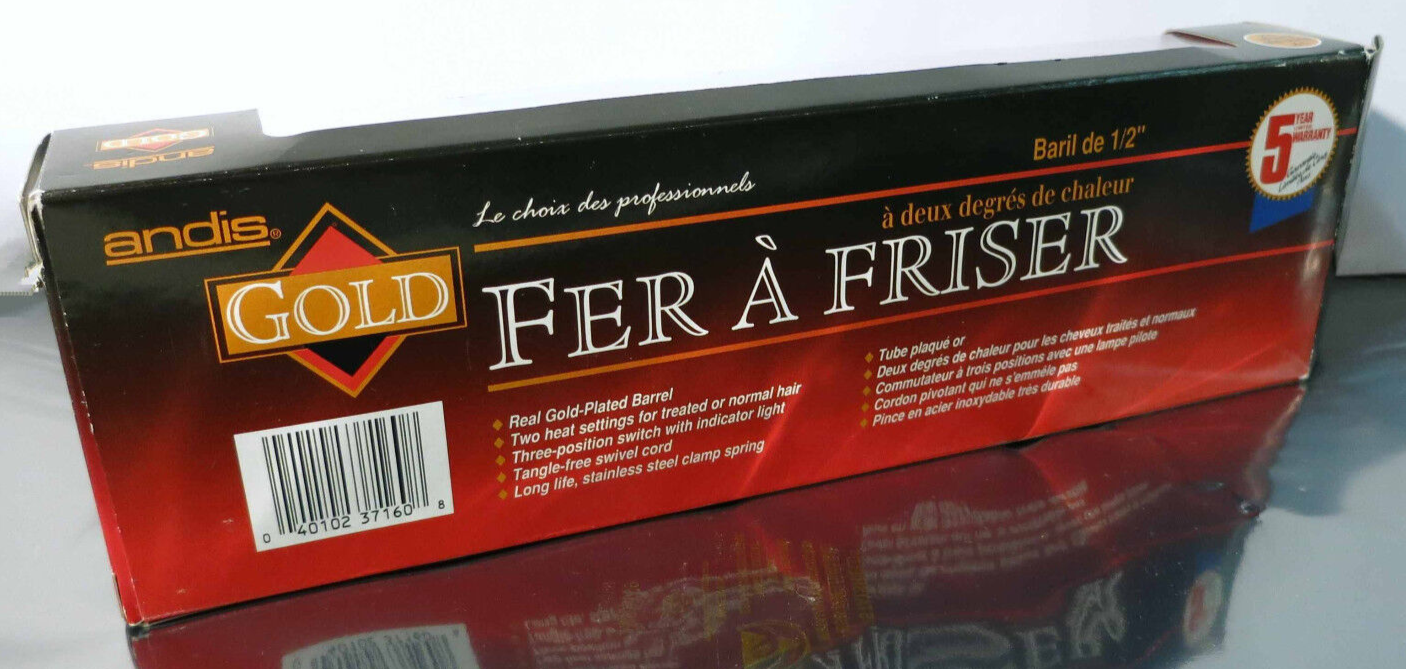 GOLD
andis
andis®
GOLD
Le choix des professionnels
Baril de 1/2"
à deux degrés de chaleur
FER À FRISER
5 YEAR
LIMITED
WARRANTY
Real Gold-Plated Barrel
Two heat settings for treated or normal hair
Three-position switch with indicator light
Tangle-free swivel cord
Long life, stainless steel clamp spring
Tube plaqué or
Deux degrés de chaleur pour les cheveux traités et normaux
Commutateur à trois positions avec une lampe pilote
Cordon pivotant qui ne s'emmêle pas
Pince en acier inoxydable très durable
0 40102 37160 8